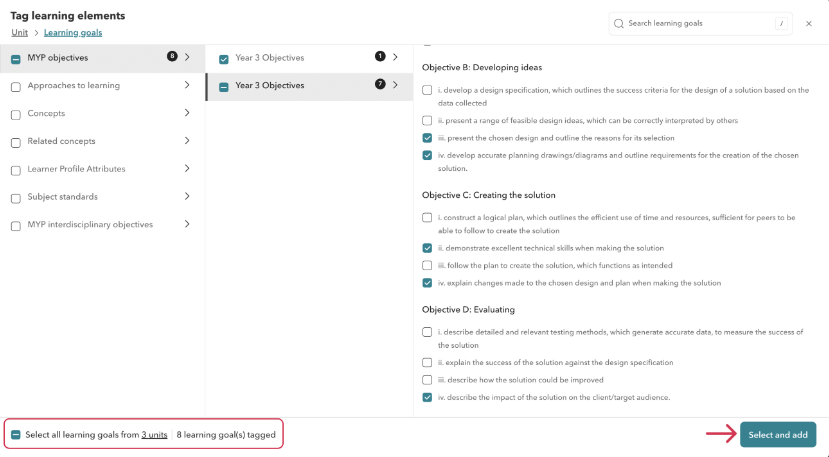 Tag learning elements
Unit > Learning goals
Search learning goals /
MYP objectives 8
Approaches to learning
Concepts
Related concepts
Learner Profile Attributes
Subject standards
MYP interdisciplinary objectives
Year 3 Objectives 1
Year 3 Objectives 7
Objective B: Developing ideas
i. develop a design specification, which outlines the success criteria for the design of a solution based on the
data collected
ii. present a range of feasible design ideas, which can be correctly interpreted by others
iii. present the chosen design and outline the reasons for its selection
iv. develop accurate planning drawings/diagrams and outline requirements for the creation of the chosen
solution.
Objective C: Creating the solution
i. construct a logical plan, which outlines the efficient use of time and resources, sufficient for peers to be
able to follow to create the solution
ii. demonstrate excellent technical skills when making the solution
iii. follow the plan to create the solution, which functions as intended
iv. explain changes made to the chosen design and plan when making the solution
Objective D: Evaluating
i. describe detailed and relevant testing methods, which generate accurate data, to measure the success of
the solution
ii. explain the success of the solution against the design specification
iii. describe how the solution could be improved
iv. describe the impact of the solution on the client/target audience.
Select all learning goals from 3 units | 8 learning goal(s) tagged
Select and add